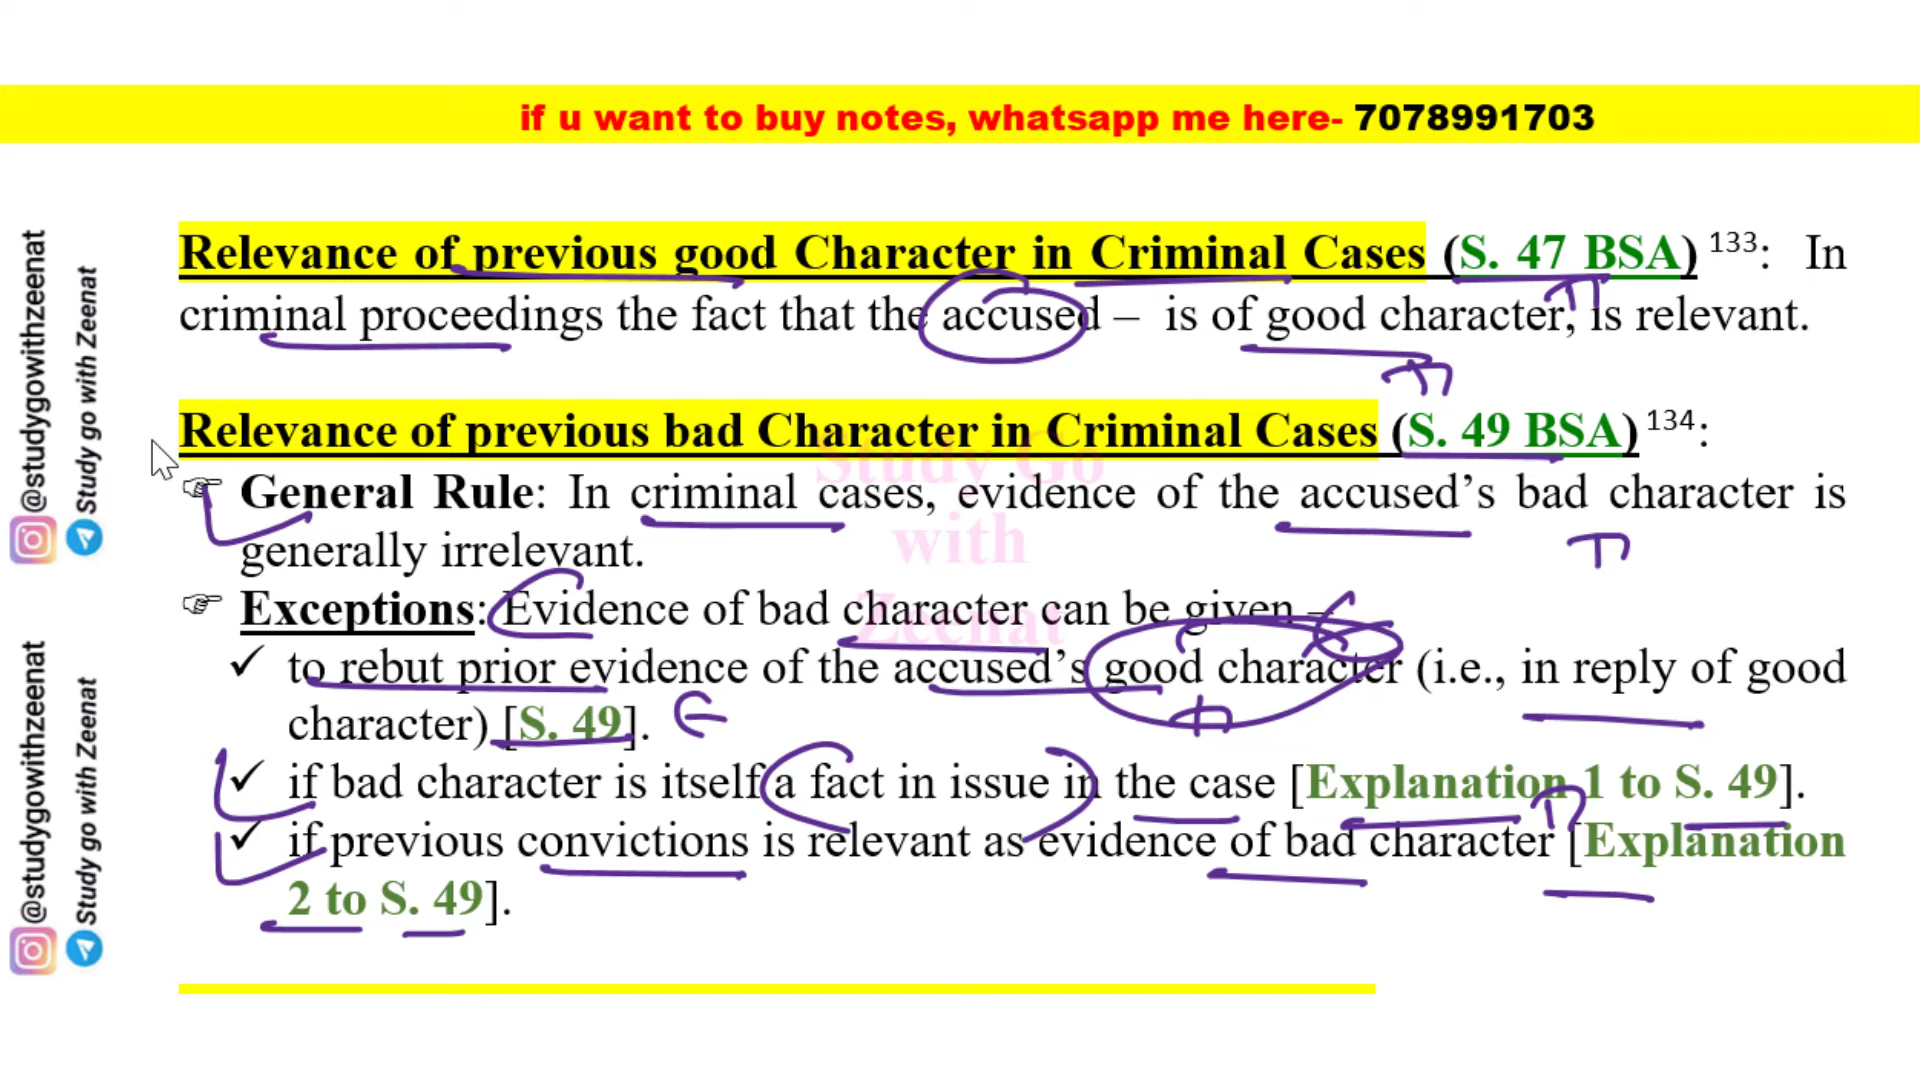 if u want to buy notes, whatsapp me here- 7078991703
Relevance of previous good Character in Criminal Cases (S. 47 BSA) 133: In
criminal proceedings the fact that the accused – is of good character, is relevant.
Relevance of previous bad Character in Criminal Cases (S. 49 BSA) 134:
☞ General Rule: In criminal cases, evidence of the accused’s bad character is
generally irrelevant.
☞ Exceptions: Evidence of bad character can be given –
✓ to rebut prior evidence of the accused’s good character (i.e., in reply of good
character) [S. 49].
✓ if bad character is itself a fact in issue in the case [Explanation 1 to S. 49].
✓ if previous convictions is relevant as evidence of bad character [Explanation
2 to S. 49].
Study Go
with
Zeenat
@studygowithzeenat
Study go with Zeenat
@studygowithzeenat
Study go with Zeenat